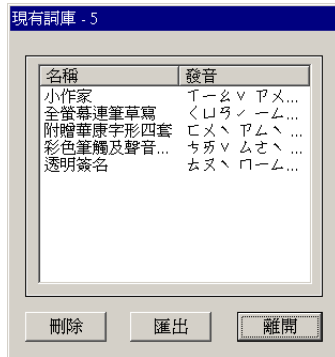 現有詞庫 - 5
名稱 發音
小作家 ㄒㄧㄠˇ ㄗㄨ...
全螢幕連筆草寫 ㄑㄩㄢˊ ㄧㄥ...
附贈華康字形四套 ㄈㄨˋ ㄗㄥˋ ...
彩色筆觸及聲音... ㄘㄞˇ ㄙㄜˋ ...
透明簽名 ㄊㄡˋ ㄇㄧㄥ...
刪除 匯出 離開